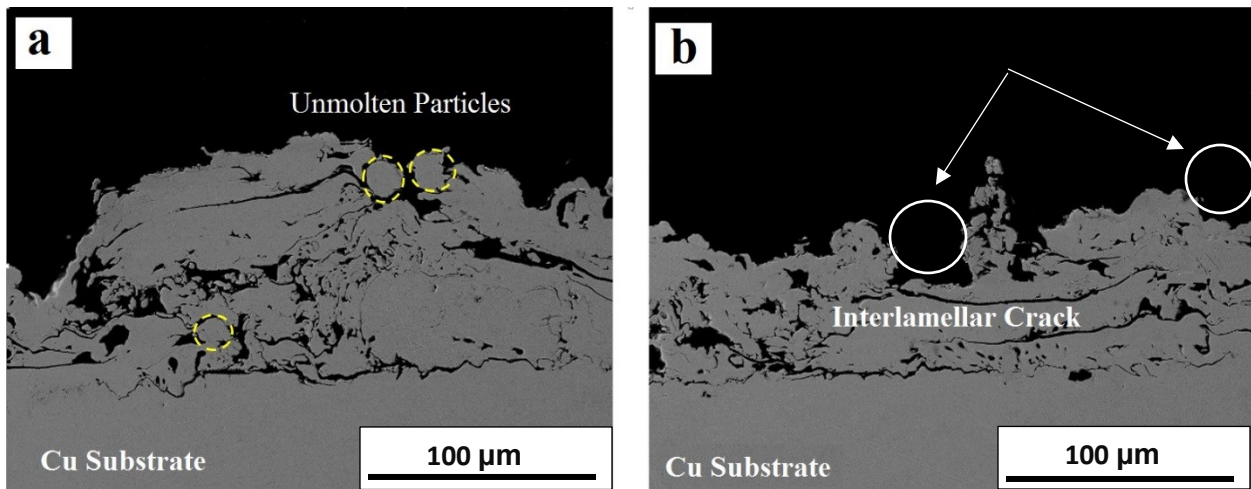 a
Unmolten Particles
Cu Substrate
100 µm
b
Interlamellar Crack
Cu Substrate
100 µm